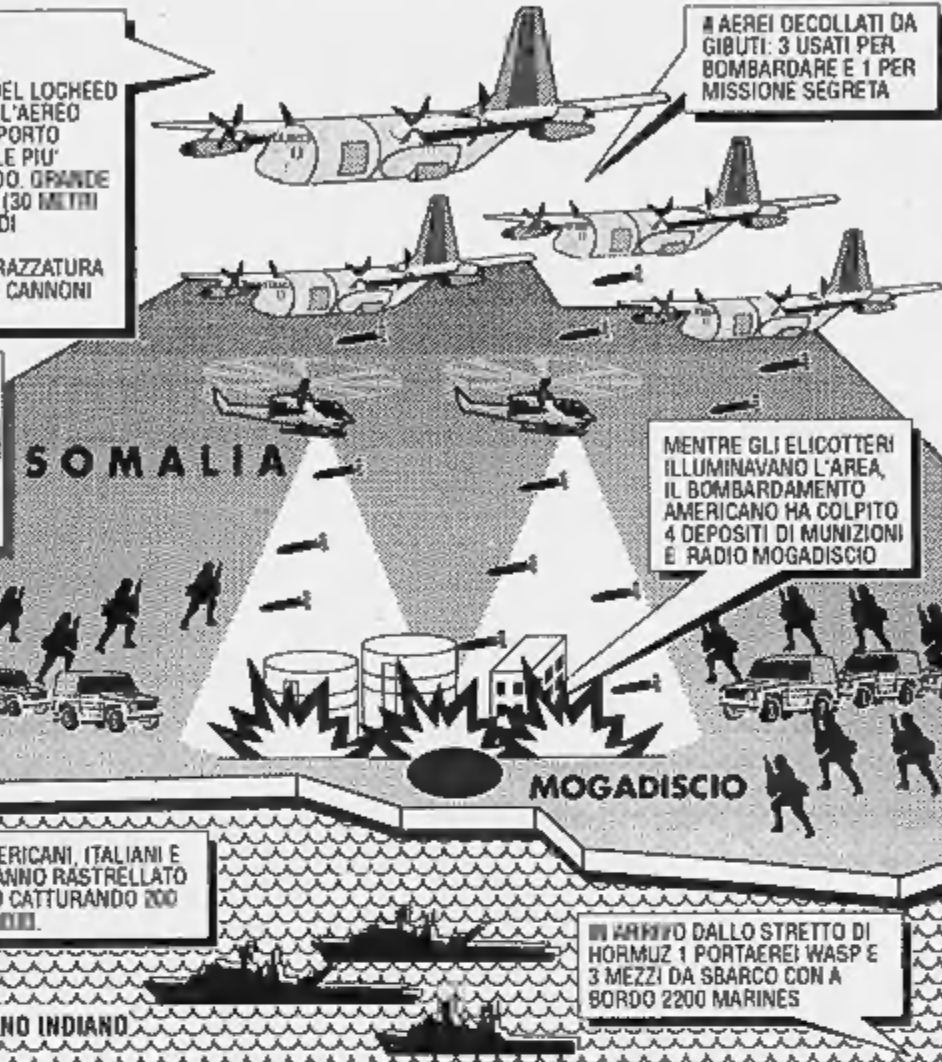 DEL LOCHEED
L'AEREO
PORTO
LE PIU'
DO. GRANDE
(30 METRI
DI
RAZZATURA
CANNONI
4 AEREI DECOLLATI DA
GIBUTI: 3 USATI PER
BOMBARDARE E 1 PER
MISSIONE SEGRETA
SOMALIA
MENTRE GLI ELICOTTERI
ILLUMINAVANO L'AREA,
IL BOMBARDAMENTO
AMERICANO HA COLPITO
4 DEPOSITI DI MUNIZIONI
E RADIO MOGADISCIO
MOGADISCIO
ERICANI, ITALIANI E
ANNO RASTRELLATO
O CATTURANDO 200
IN ARRIVO DALLO STRETTO DI
HORMUZ 1 PORTAEREI WASP E
3 MEZZI DA SBARCO CON A
BORDO 2200 MARINES
NO INDIANO